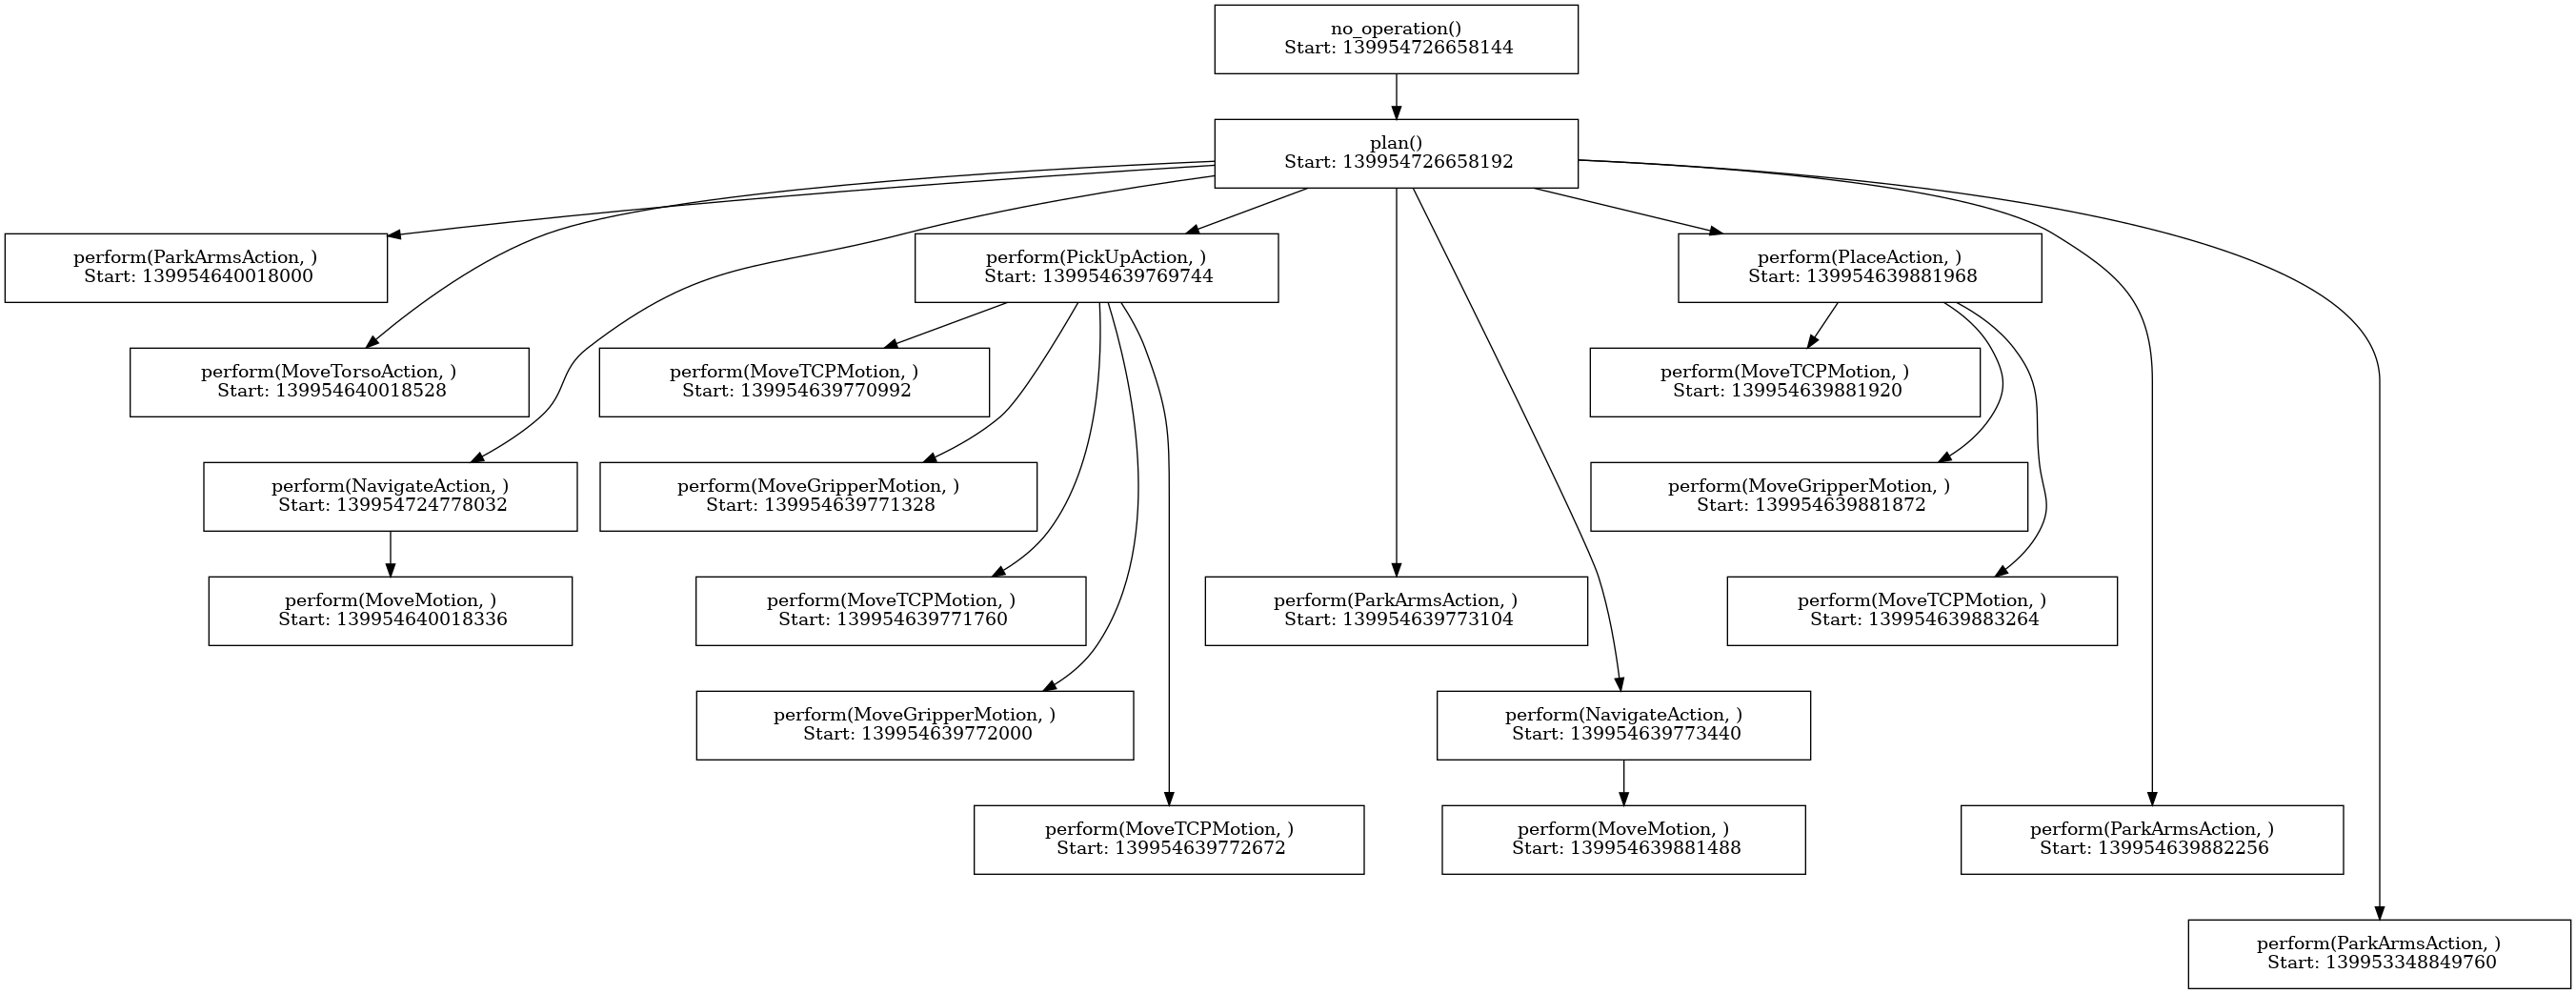 no_operation()
Start: 139954726658144
plan()
Start: 139954726658192
perform(ParkArmsAction, )
Start: 139954640018000
perform(PickUpAction, )
Start: 139954639769744
perform(PlaceAction, )
Start: 139954639881968
perform(MoveTorsoAction, )
Start: 139954640018528
perform(MoveTCPMotion, )
Start: 139954639770992
perform(MoveTCPMotion, )
Start: 139954639881920
perform(NavigateAction, )
Start: 139954724778032
perform(MoveGripperMotion, )
Start: 139954639771328
perform(MoveGripperMotion, )
Start: 139954639881872
perform(MoveMotion, )
Start: 139954640018336
perform(MoveTCPMotion, )
Start: 139954639771760
perform(ParkArmsAction, )
Start: 139954639773104
perform(MoveTCPMotion, )
Start: 139954639883264
perform(MoveGripperMotion, )
Start: 139954639772000
perform(NavigateAction, )
Start: 139954639773440
perform(MoveTCPMotion, )
Start: 139954639772672
perform(MoveMotion, )
Start: 139954639881488
perform(ParkArmsAction, )
Start: 139954639882256
perform(ParkArmsAction, )
Start: 139953348849760